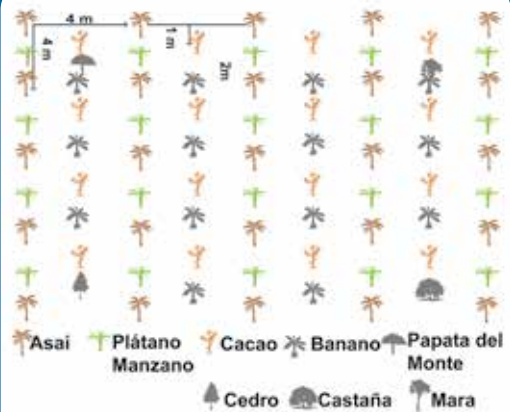 4 m
1 m
4 m
2m
Asai Plátano Manzano Cacao Banano Papata del Monte
Cedro Castaña Mara